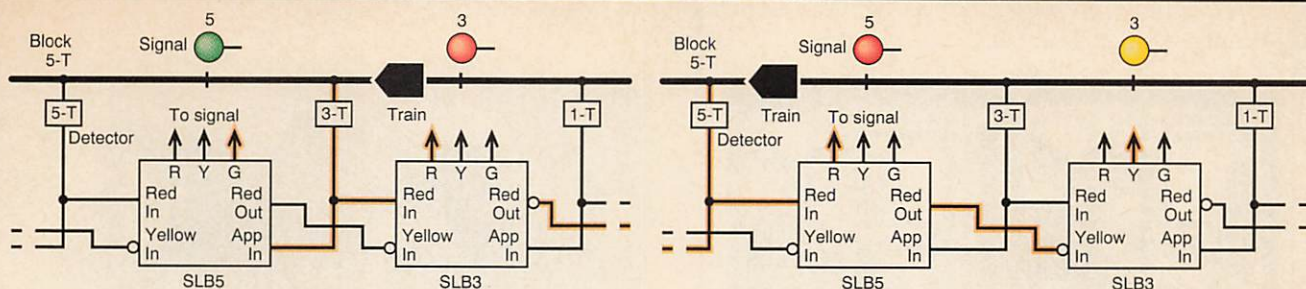 5
3
Block
5-T
Signal
5-T
Detector
To signal
3-T
Train
1-T
R Y G
R Y G
Red In
Red Out
Yellow In
App In
SLB5
Red In
Red Out
Yellow In
App In
SLB3
5
3
Block
5-T
Signal
5-T
Detector
Train
To signal
3-T
1-T
R Y G
R Y G
Red In
Red Out
Yellow In
App In
SLB5
Red In
Red Out
Yellow In
App In
SLB3